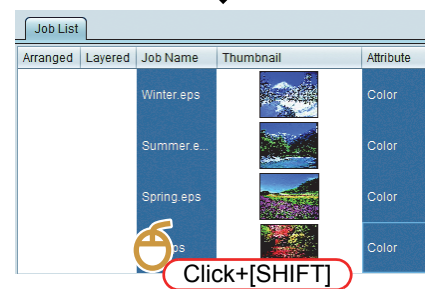 Job List
Arranged Layered Job Name Thumbnail Attribute
Winter.eps Color
Summer.e... Color
Spring.eps Color
ps Color
Click+[SHIFT]